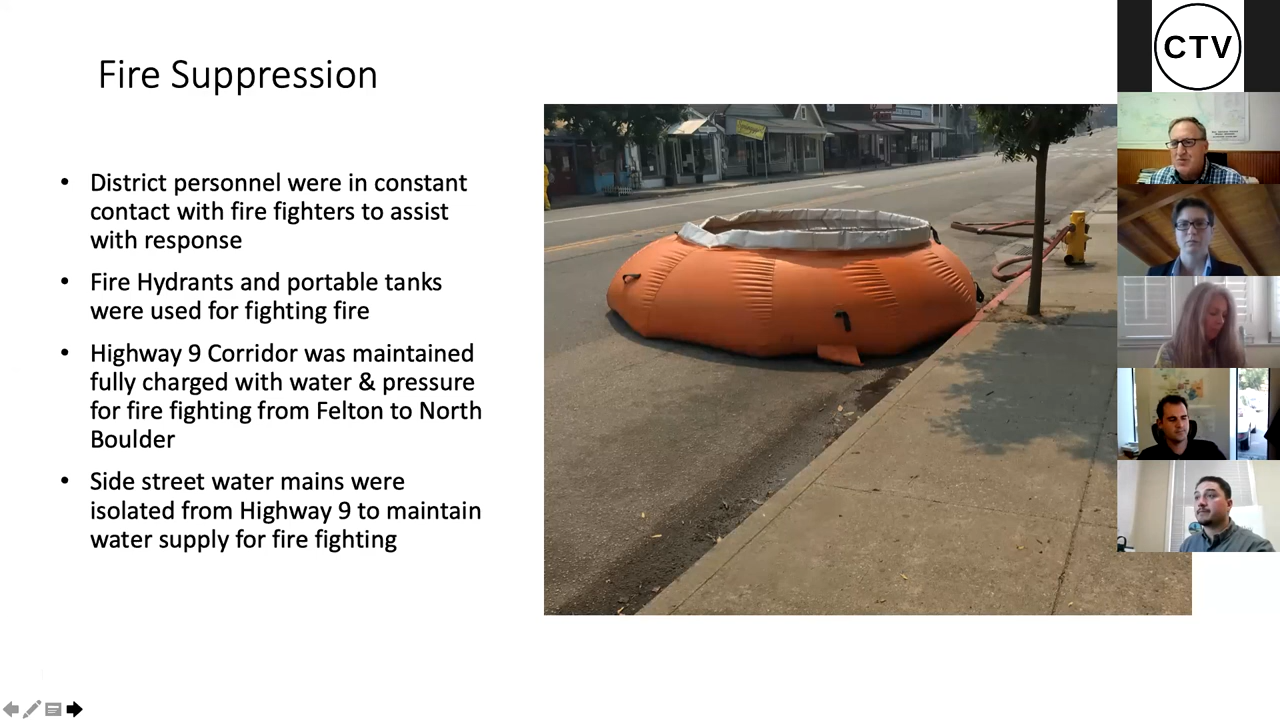 Fire Suppression
• District personnel were in constant
contact with fire fighters to assist
with response
• Fire Hydrants and portable tanks
were used for fighting fire
• Highway 9 Corridor was maintained
fully charged with water & pressure
for fire fighting from Felton to North
Boulder
• Side street water mains were
isolated from Highway 9 to maintain
water supply for fire fighting
CTV